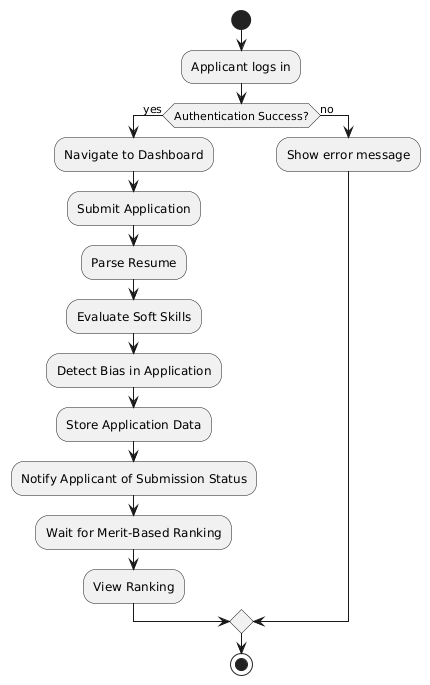 Applicant logs in
yes
Authentication Success?
no
Navigate to Dashboard
Show error message
Submit Application
Parse Resume
Evaluate Soft Skills
Detect Bias in Application
Store Application Data
Notify Applicant of Submission Status
Wait for Merit-Based Ranking
View Ranking